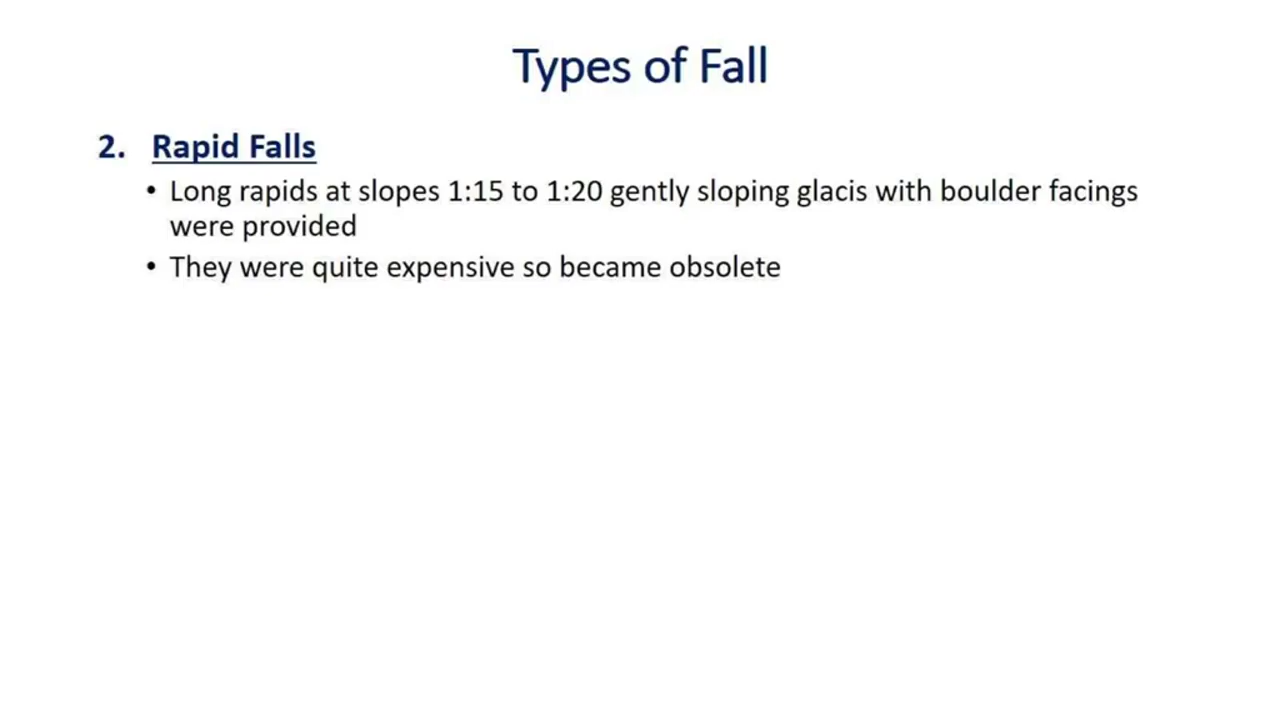 Types of Fall
2. Rapid Falls
• Long rapids at slopes 1:15 to 1:20 gently sloping glacis with boulder facings
were provided
• They were quite expensive so became obsolete